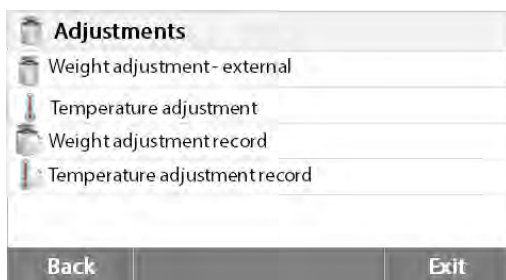 Adjustments
Weight adjustment- external
Temperature adjustment
Weight adjustment record
Temperature adjustment record
Back Exit